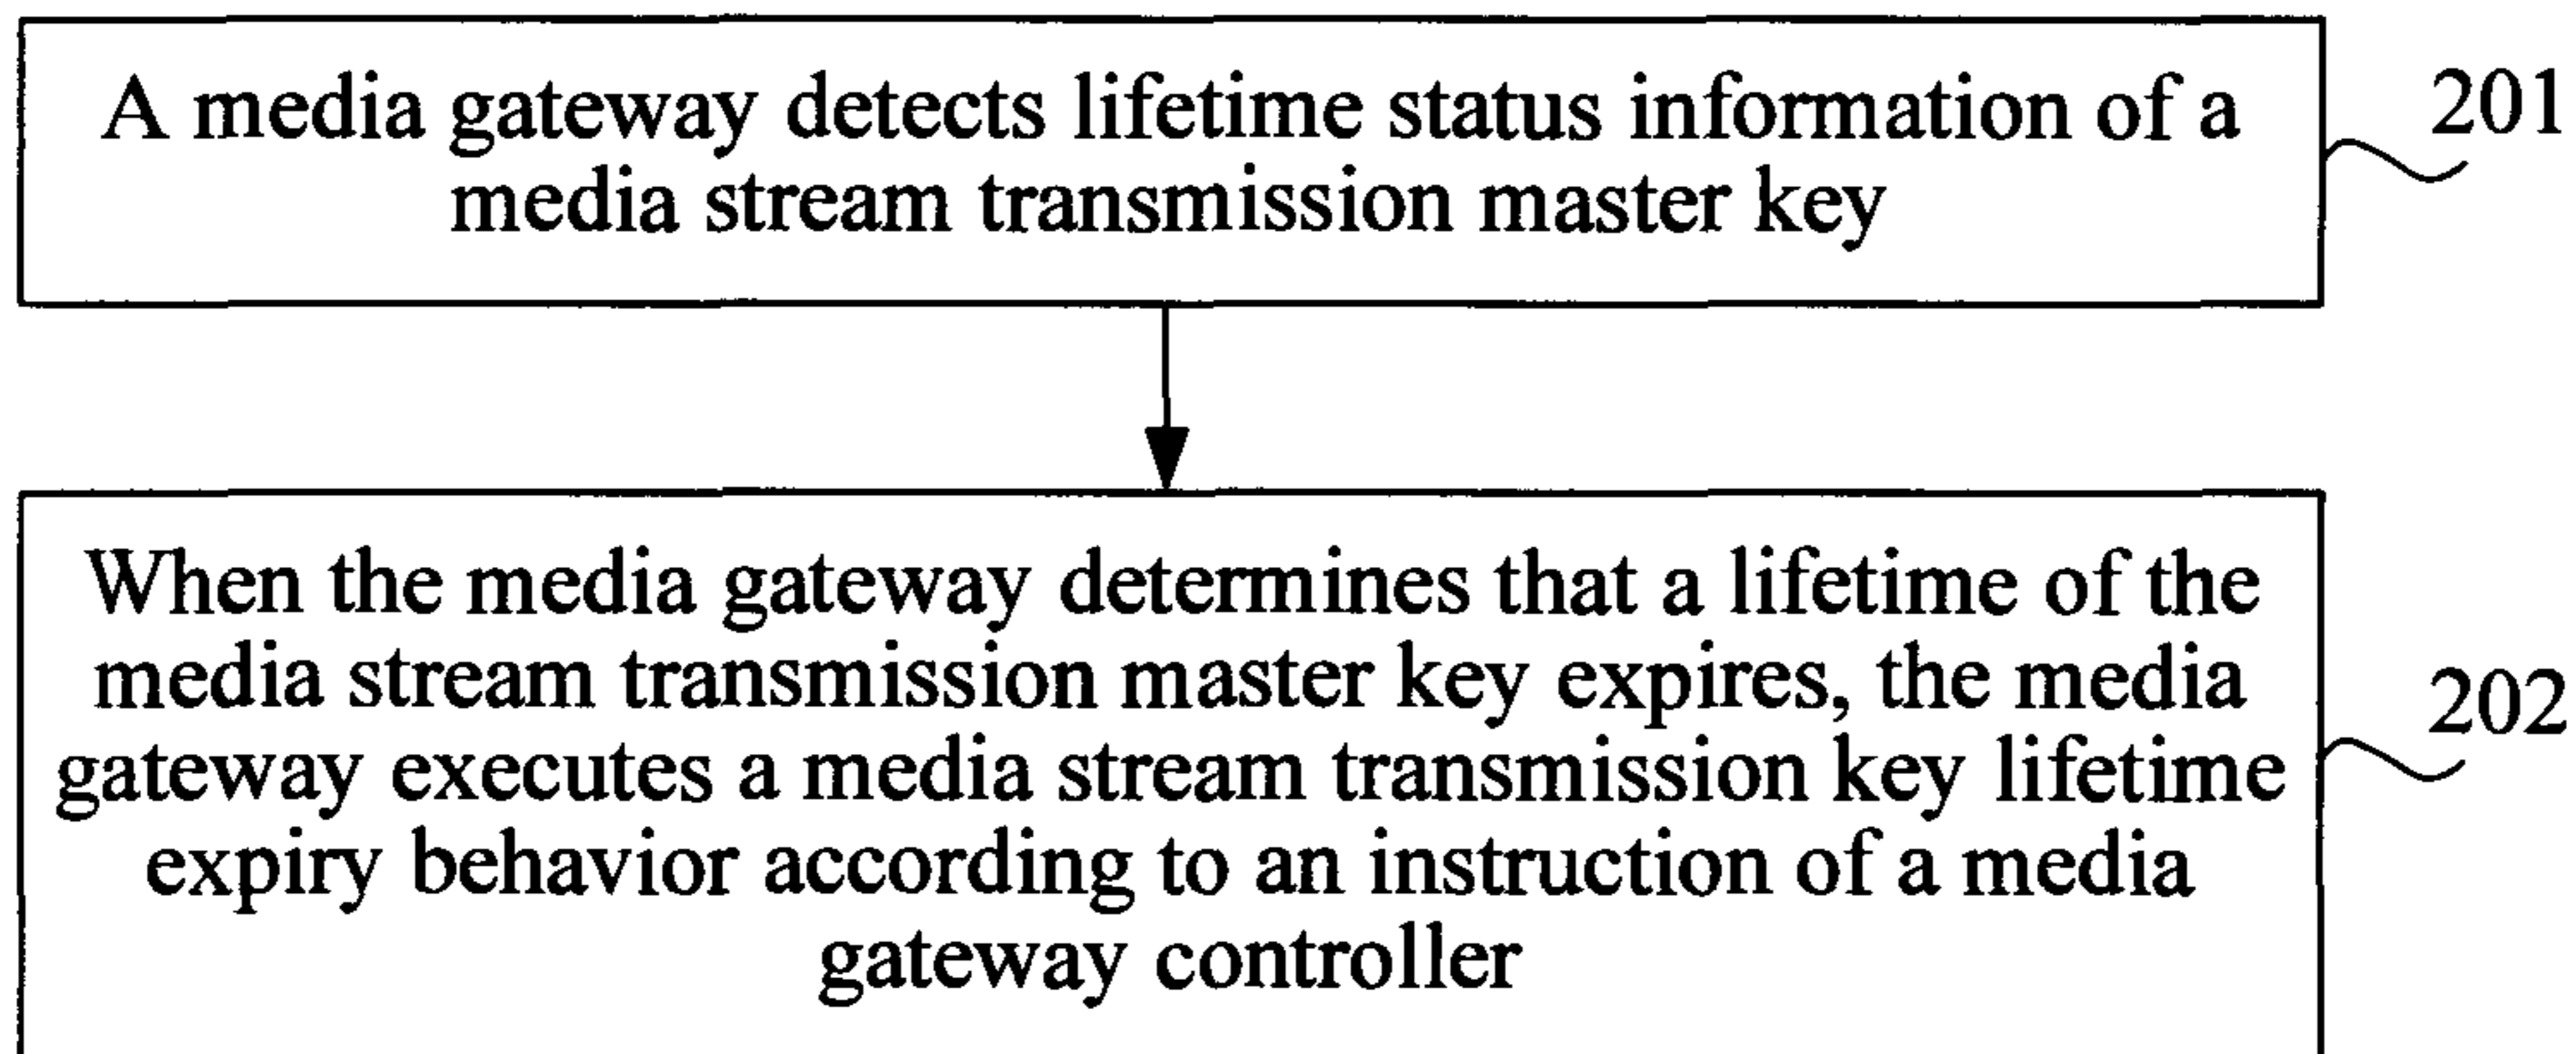 A media gateway detects lifetime status information of a
media stream transmission master key
201
When the media gateway determines that a lifetime of the
media stream transmission master key expires, the media
gateway executes a media stream transmission key lifetime
expiry behavior according to an instruction of a media
gateway controller
202